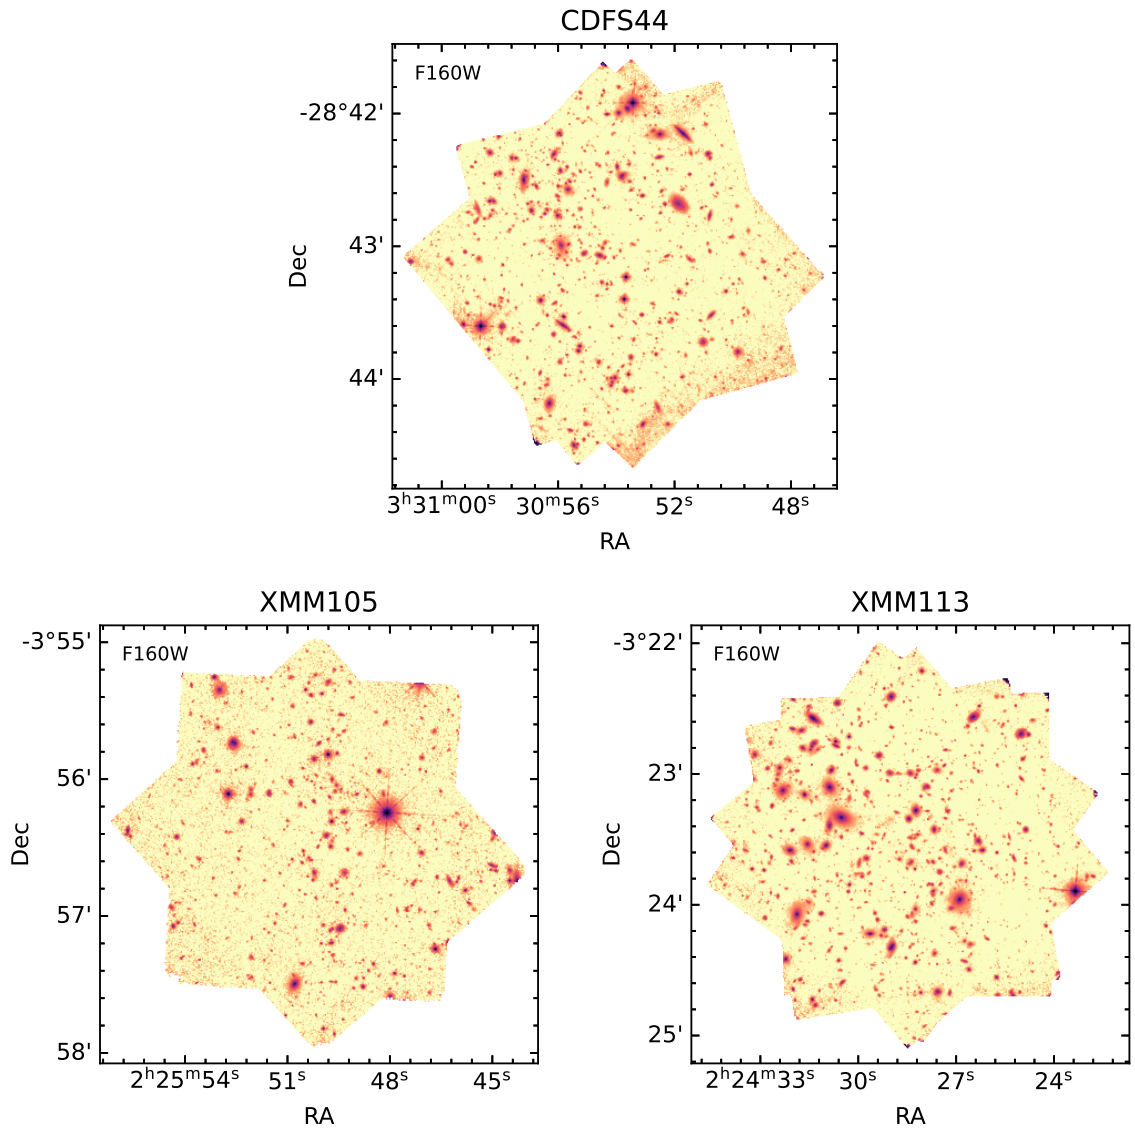 CDFS44
F160W
-28°42'
43'
44'
Dec
3ʰ31ᵐ00ˢ 30ᵐ56ˢ 52ˢ 48ˢ
RA
XMM105
F160W
-3°55'
56'
57'
58'
Dec
2ʰ25ᵐ54ˢ 51ˢ 48ˢ 45ˢ
RA
XMM113
F160W
-3°22'
23'
24'
25'
Dec
2ʰ24ᵐ33ˢ 30ˢ 27ˢ 24ˢ
RA